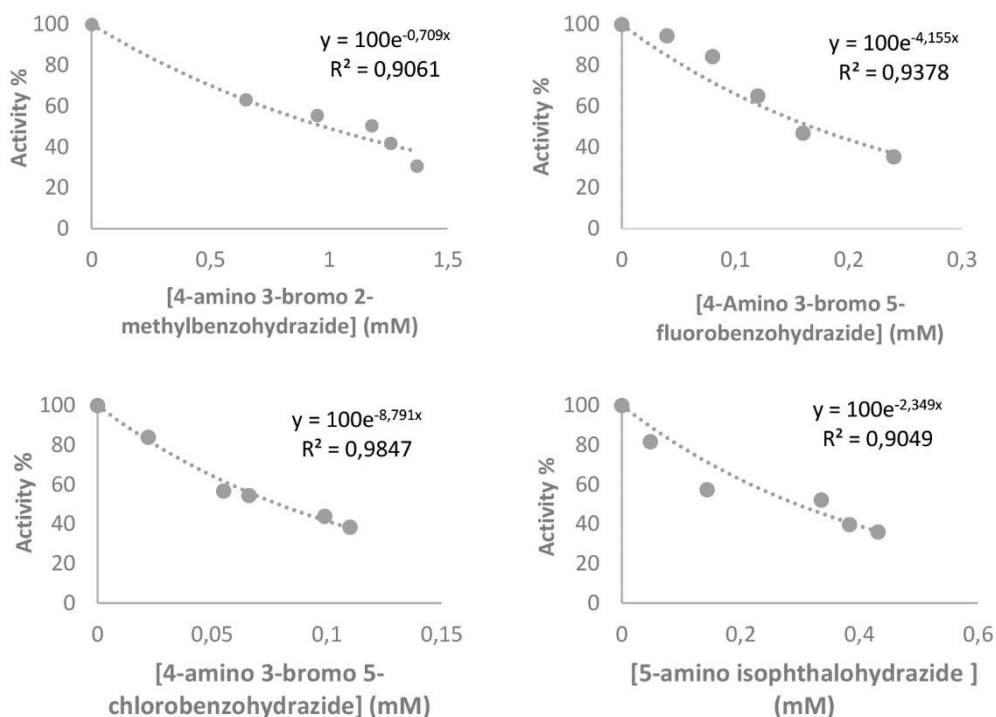 100
80
60
40
20
0
Activity %
y = 100e^-0,709x
R² = 0,9061
0 0,5 1 1,5
[4-amino 3-bromo 2-
methylbenzohydrazide] (mM)
100
80
60
40
20
0
Activity %
y = 100e^-4,155x
R² = 0,9378
0 0,1 0,2 0,3
[4-Amino 3-bromo 5-
fluorobenzohydrazide] (mM)
100
80
60
40
20
0
Activity %
y = 100e^-8,791x
R² = 0,9847
0 0,05 0,1 0,15
[4-amino 3-bromo 5-
chlorobenzohydrazide] (mM)
100
80
60
40
20
0
Activity %
y = 100e^-2,349x
R² = 0,9049
0 0,2 0,4 0,6
[5-amino isophthalohydrazide ]
(mM)